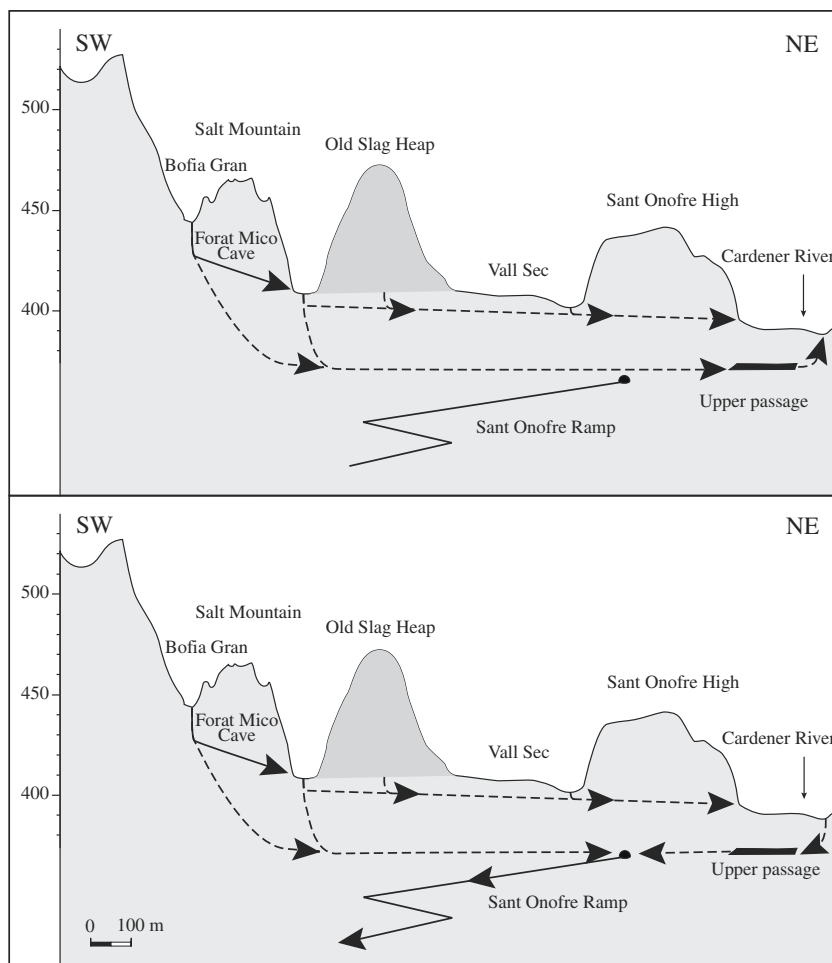 SW
NE
500
Salt Mountain
Old Slag Heap
Bofia Gran
450
Sant Onofre High
Forat Mico
Cave
Cardener River
Vall Sec
400
Upper passage
Sant Onofre Ramp
SW
NE
500
Salt Mountain
Old Slag Heap
Bofia Gran
450
Sant Onofre High
Forat Mico
Cave
Cardener River
Vall Sec
400
Upper passage
Sant Onofre Ramp
0 100 m